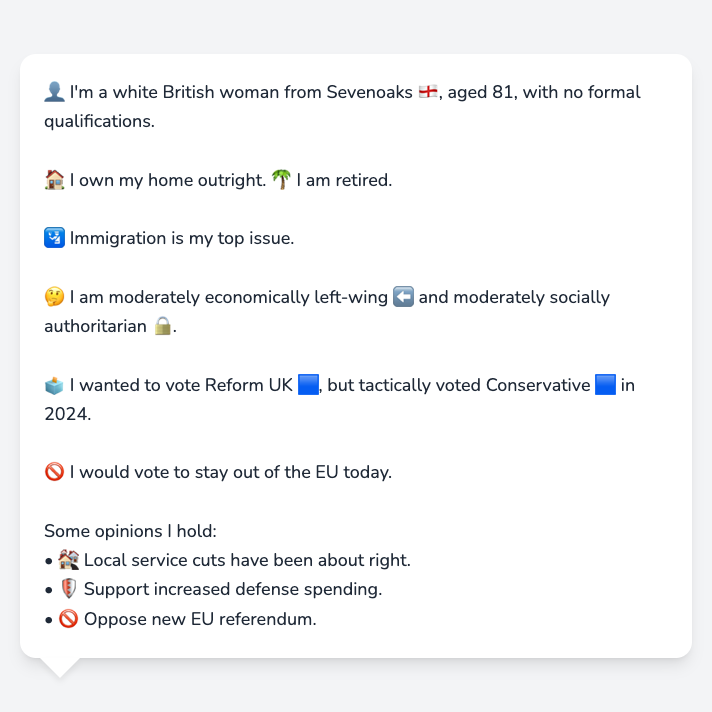 👤 I'm a white British woman from Sevenoaks 🏴󠁧󠁢󠁥󠁮󠁧󠁿, aged 81, with no formal
qualifications.
🏠 I own my home outright. 🌴 I am retired.
🛂 Immigration is my top issue.
🤔 I am moderately economically left-wing ⬅️ and moderately socially
authoritarian 🔒.
🗳️ I wanted to vote Reform UK 🟦, but tactically voted Conservative 🟦 in
2024.
🚫 I would vote to stay out of the EU today.
Some opinions I hold:
• 🏚️ Local service cuts have been about right.
• 🛡️ Support increased defense spending.
• 🚫 Oppose new EU referendum.